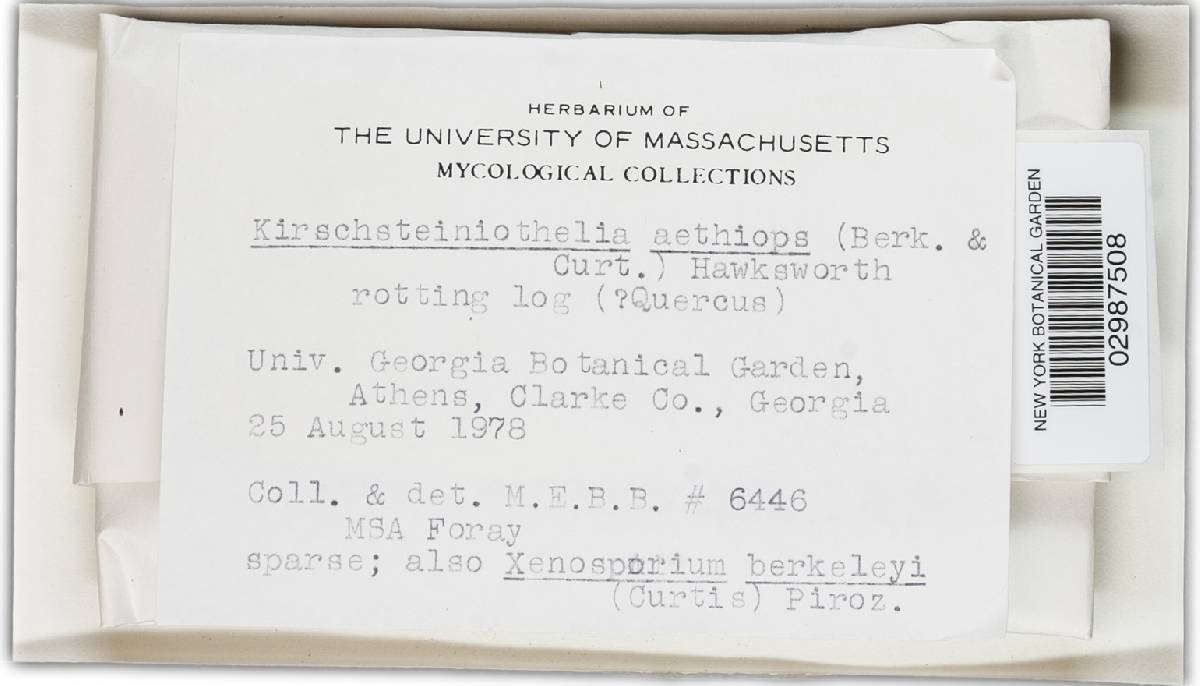 HERBARIUM OF
THE UNIVERSITY OF MASSACHUSETTS
MYCOLOGICAL COLLECTIONS
Kirschsteiniothelia aethiops (Berk. &
Curt.) Hawksworth
rotting log (?Quercus)
Univ. Georgia Botanical Garden,
Athens, Clarke Co., Georgia
25 August 1978
Coll. & det. M.E.B.B. # 6446
MSA Foray
sparse; also Xenosporium berkeleyi
(Curtis) Piroz.
NEW YORK BOTANICAL GARDEN
02987508